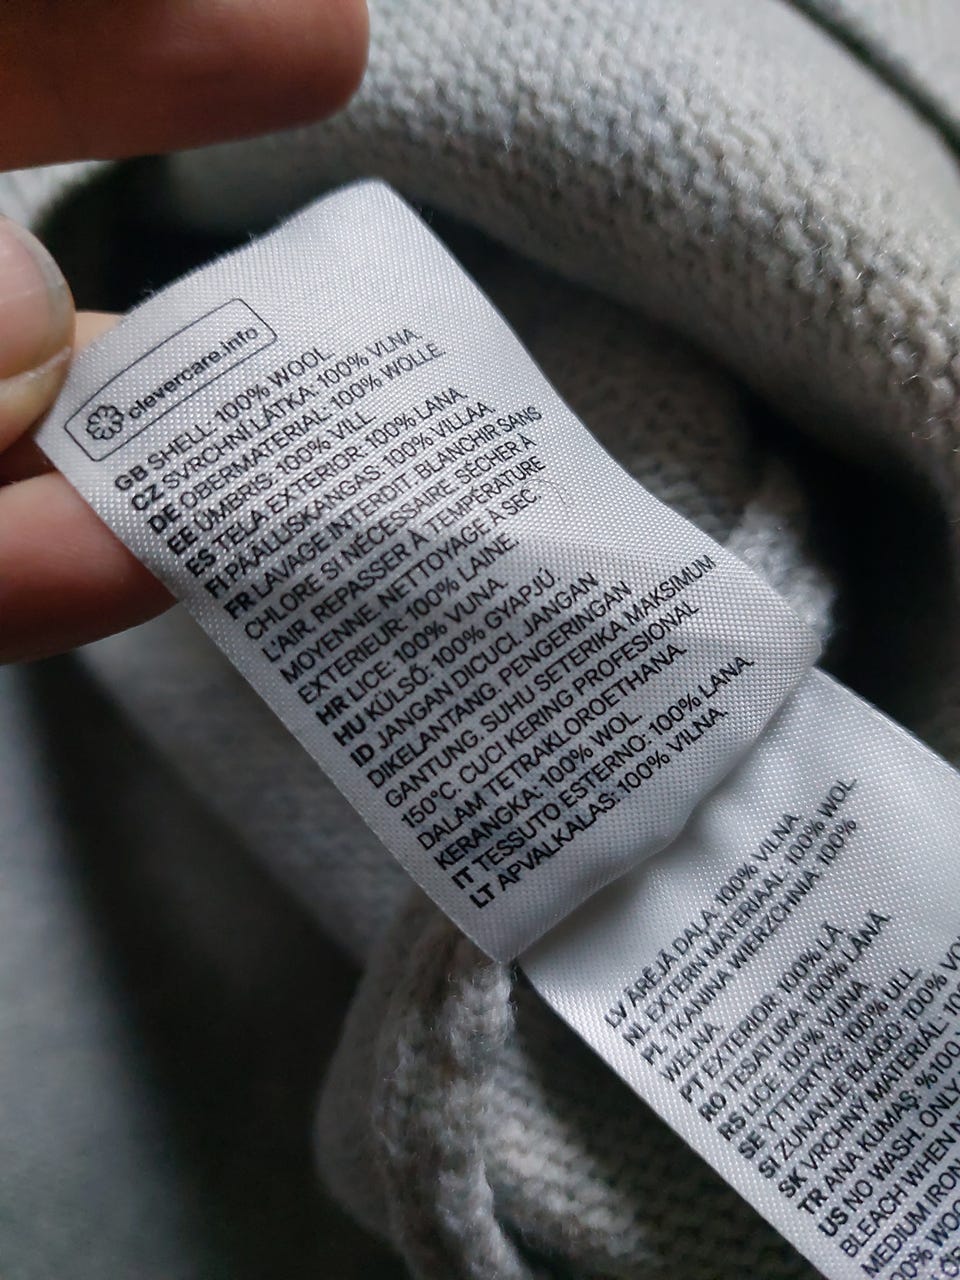 clevercare.info
GB SHELL: 100% WOOL.
CZ SVRCHNÍ LÁTKA: 100% VLNA.
DE OBERMATERIAL: 100% WOLLE.
EE ÜMBRIS: 100% VILL.
ES TELA EXTERIOR: 100% LANA.
FI PÄÄLLISKANGAS: 100% VILLAA.
FR LAVAGE INTERDIT. BLANCHIR SANS
CHLORE SI NÉCESSAIRE. SÉCHER À
L'AIR. REPASSER À TEMPÉRATURE
MOYENNE. NETTOYAGE À SEC.
EXTÉRIEUR: 100% LAINE.
HR LICE: 100% VUNA.
HU KÜLSŐ: 100% GYAPJÚ.
ID JANGAN DICUCI. JANGAN
DIKELANTANG. PENGERINGAN
GANTUNG. SUHU SETERIKA MAKSIMUM
150°C. CUCI KERING PROFESIONAL
DALAM TETRAKLOROETHANA.
KERANGKA: 100% WOL.
IT TESSUTO ESTERNO: 100% LANA.
LT APVALKALAS: 100% VILNA.
LV ĀRĒJĀ DAĻA: 100% VILNA.
NL EXTERN MATERIAAL: 100% WOL.
PL TKANINA WIERZCHNIA 100%
WEŁNA.
PT EXTERIOR: 100% LÃ
RO ȚESĂTURĂ: 100% LÂNĂ
RS LICE: 100% VUNA
SE YTTERTYG: 100% ULL.
SI ZUNANJE BLAGO: 100%
SK VRCHNÝ MATERIÁL:
TR ANA KUMAŞ: %100
US NO WASH. ONLY
BLEACH WHEN
MEDIUM IRON